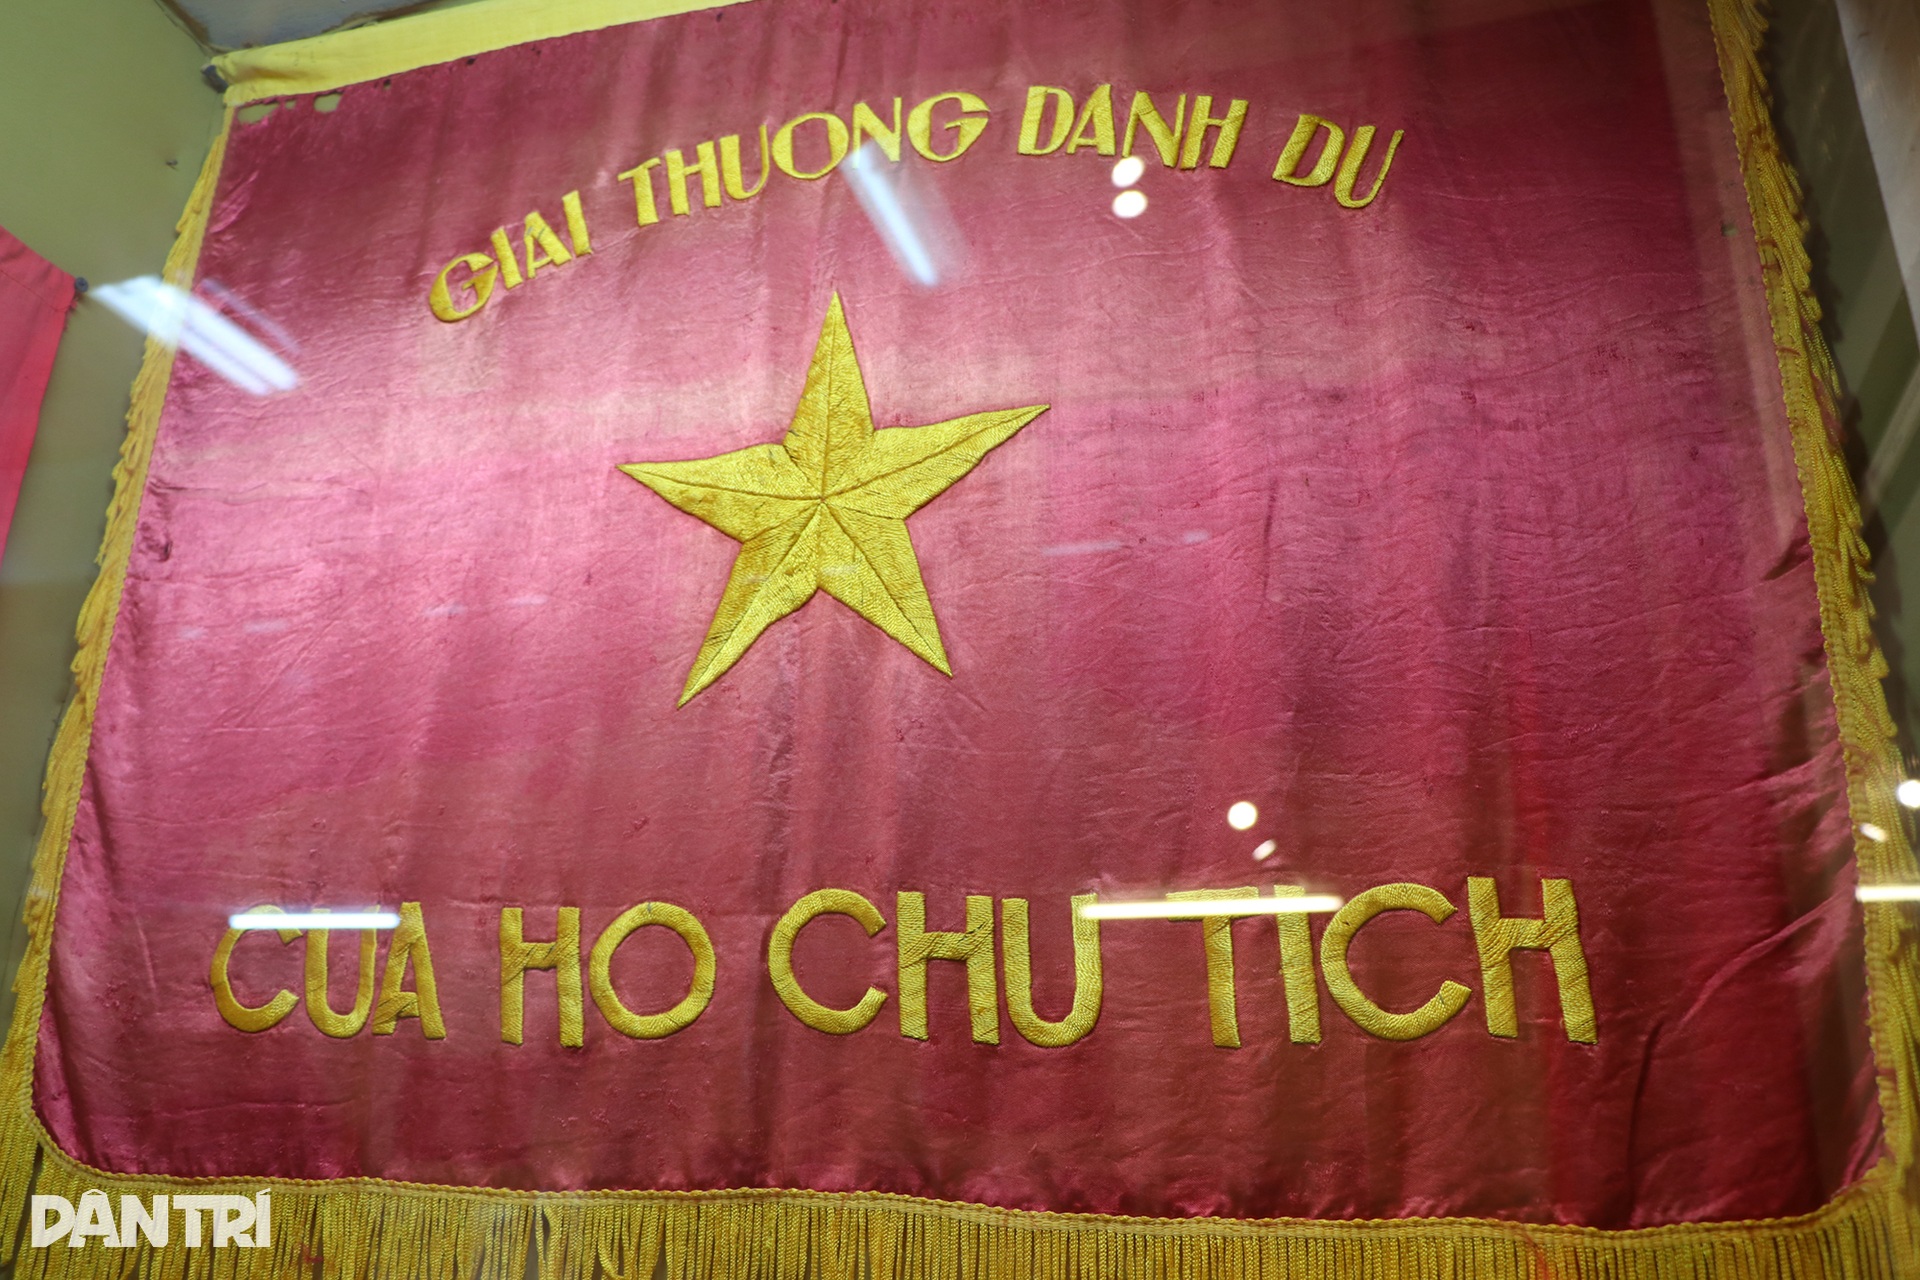 GIAI THUONG DANH DU
CUA HO CHU TICH
DÂN TRÍ